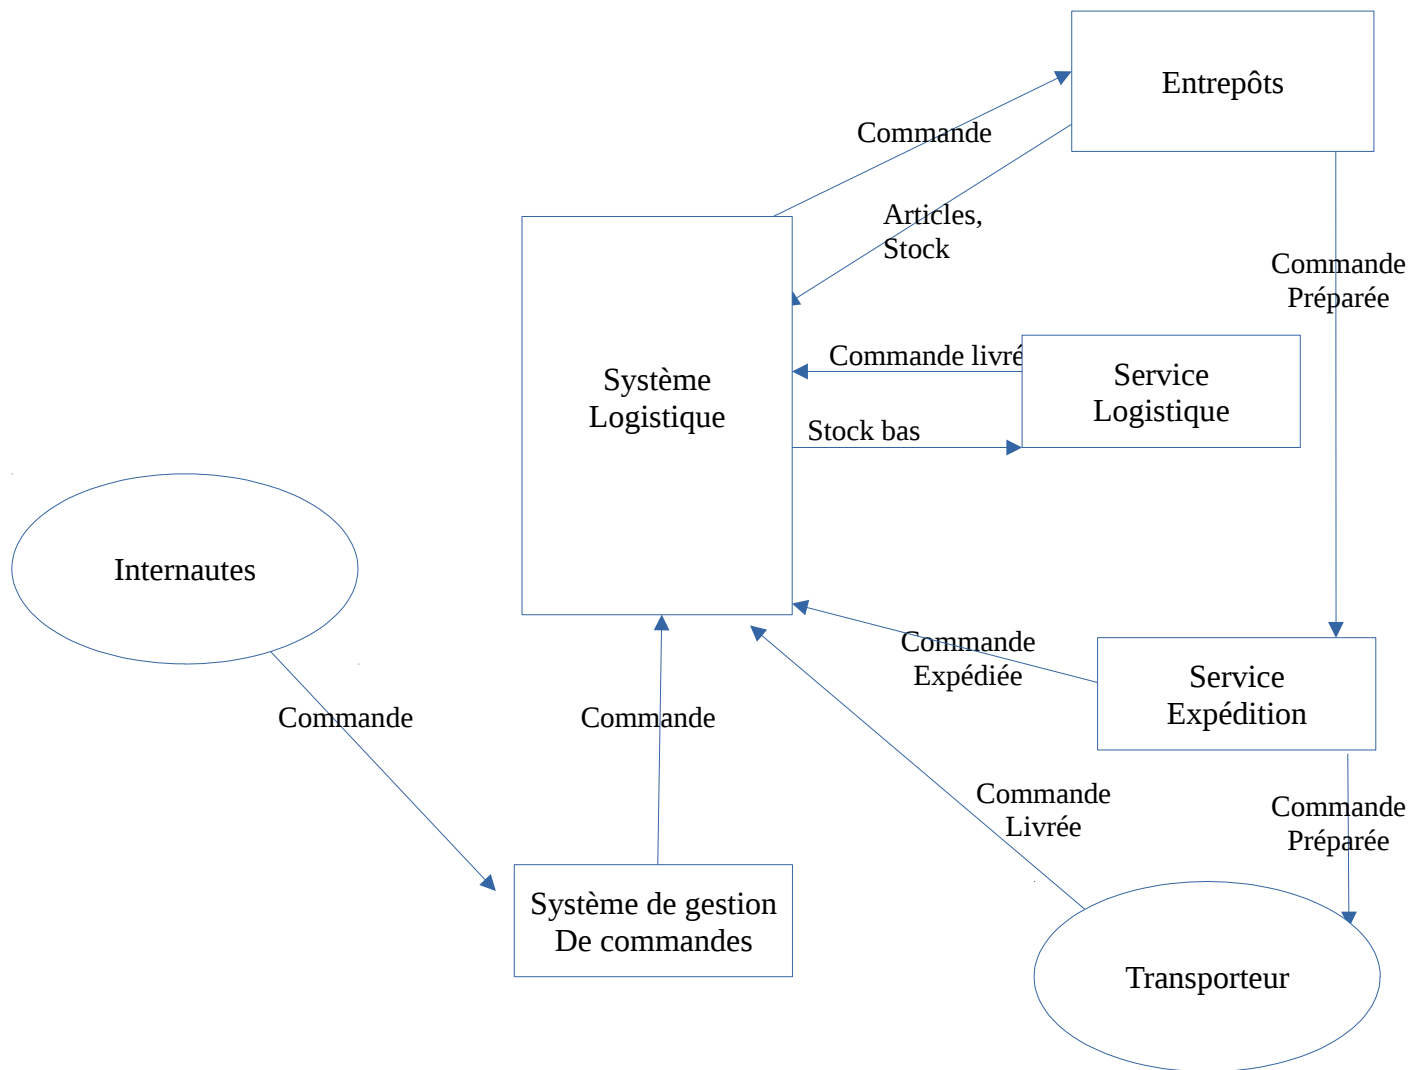 Entrepôts
Commande
Articles,
Stock
Commande
Préparée
Commande livré
Service
Logistique
Système
Logistique
Stock bas
Internautes
Commande
Expédiée
Service
Expédition
Commande
Commande
Commande
Livrée
Commande
Préparée
Système de gestion
De commandes
Transporteur